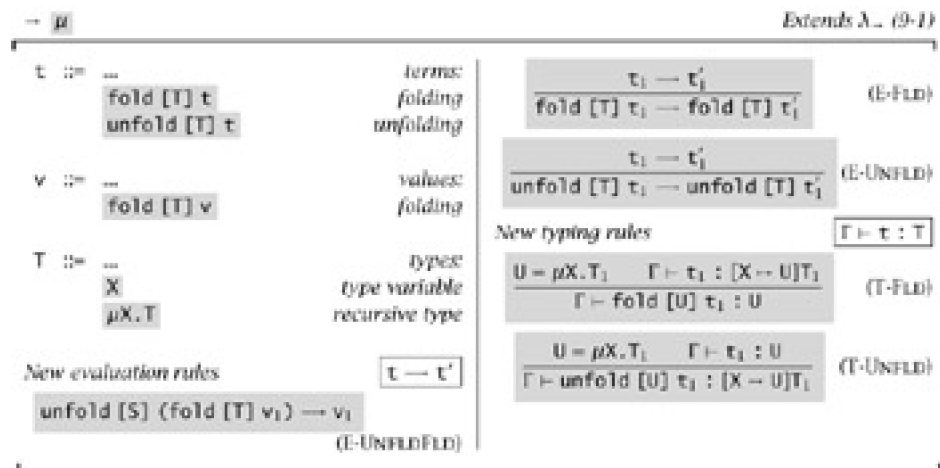 → μ Extends λ→ (9-1)
t ::= ... terms:
fold [T] t folding
unfold [T] t unfolding
v ::= ... values:
fold [T] v folding
T ::= ... types:
X type variable
μX.T recursive type
New evaluation rules t → t′
unfold [S] (fold [T] v₁) → v₁
(E-UNFLDFLD)
t₁ → t′₁
fold [T] t₁ → fold [T] t′₁ (E-FLD)
t₁ → t′₁
unfold [T] t₁ → unfold [T] t′₁ (E-UNFLD)
New typing rules Γ ⊢ t : T
U = μX.T₁ Γ ⊢ t₁ : [X ↦ U]T₁
Γ ⊢ fold [U] t₁ : U (T-FLD)
U = μX.T₁ Γ ⊢ t₁ : U
Γ ⊢ unfold [U] t₁ : [X ↦ U]T₁ (T-UNFLD)